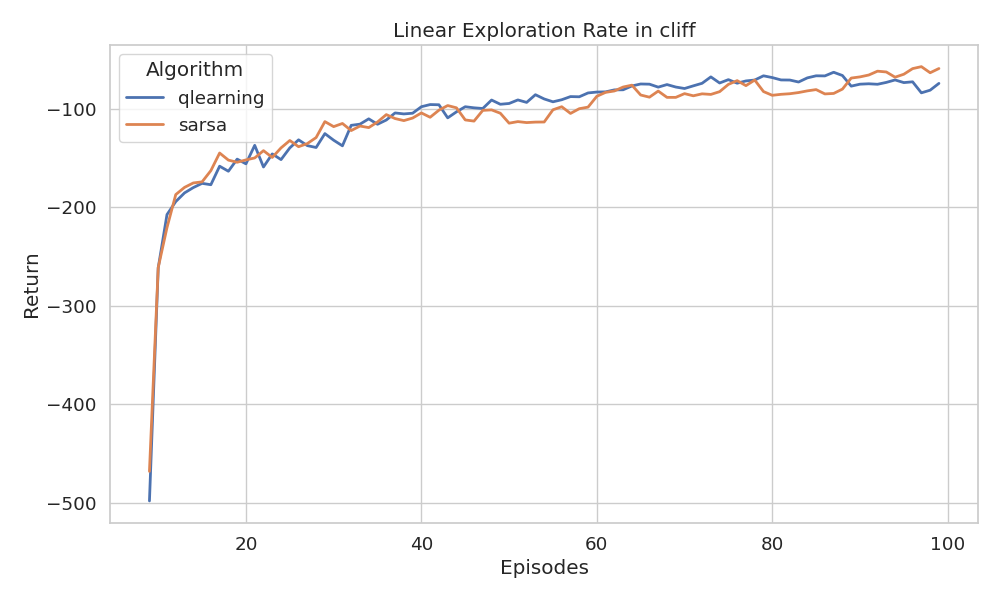 Linear Exploration Rate in cliff
Algorithm
qlearning
sarsa
Return
−100
−200
−300
−400
−500
20
40
60
80
100
Episodes